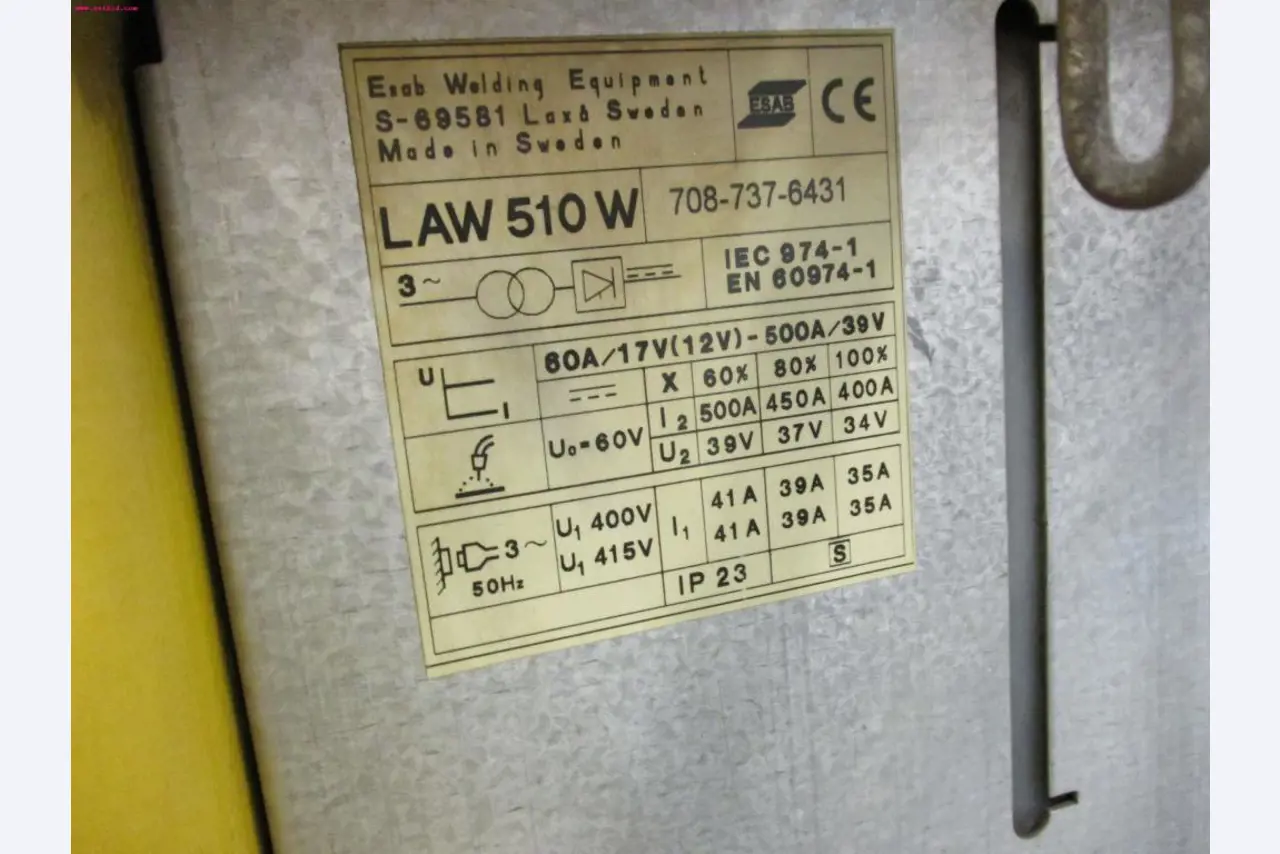 Esab Welding Equipment
S-69581 Laxå Sweden
Made in Sweden
ESAB
CE
LAW 510 W
708-737-6431
3~
IEC 974-1
EN 60974-1
U
I
60A/17V(12V)-500A/39V
X 60% 80% 100%
I2 500A 450A 400A
U0=60V
U2 39V 37V 34V
3~
50Hz
U1 400V
U1 415V
I1
41A 39A 35A
41A 39A 35A
IP 23
S